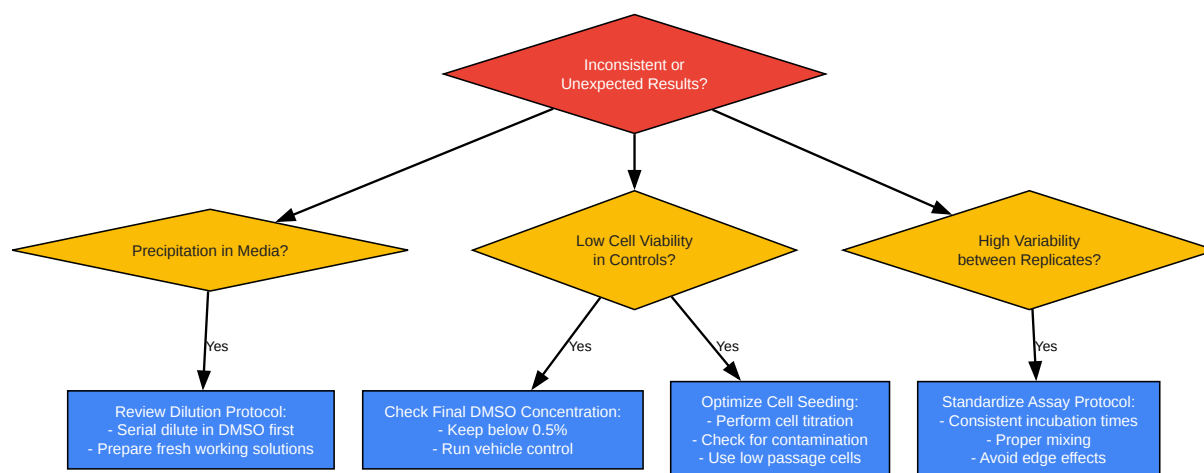 Inconsistent or
Unexpected Results?
Precipitation in Media?
Low Cell Viability
in Controls?
High Variability
between Replicates?
Yes
Yes
Yes
Yes
Review Dilution Protocol:
- Serial dilute in DMSO first
- Prepare fresh working solutions
Check Final DMSO Concentration:
- Keep below 0.5%
- Run vehicle control
Optimize Cell Seeding:
- Perform cell titration
- Check for contamination
- Use low passage cells
Standardize Assay Protocol:
- Consistent incubation times
- Proper mixing
- Avoid edge effects